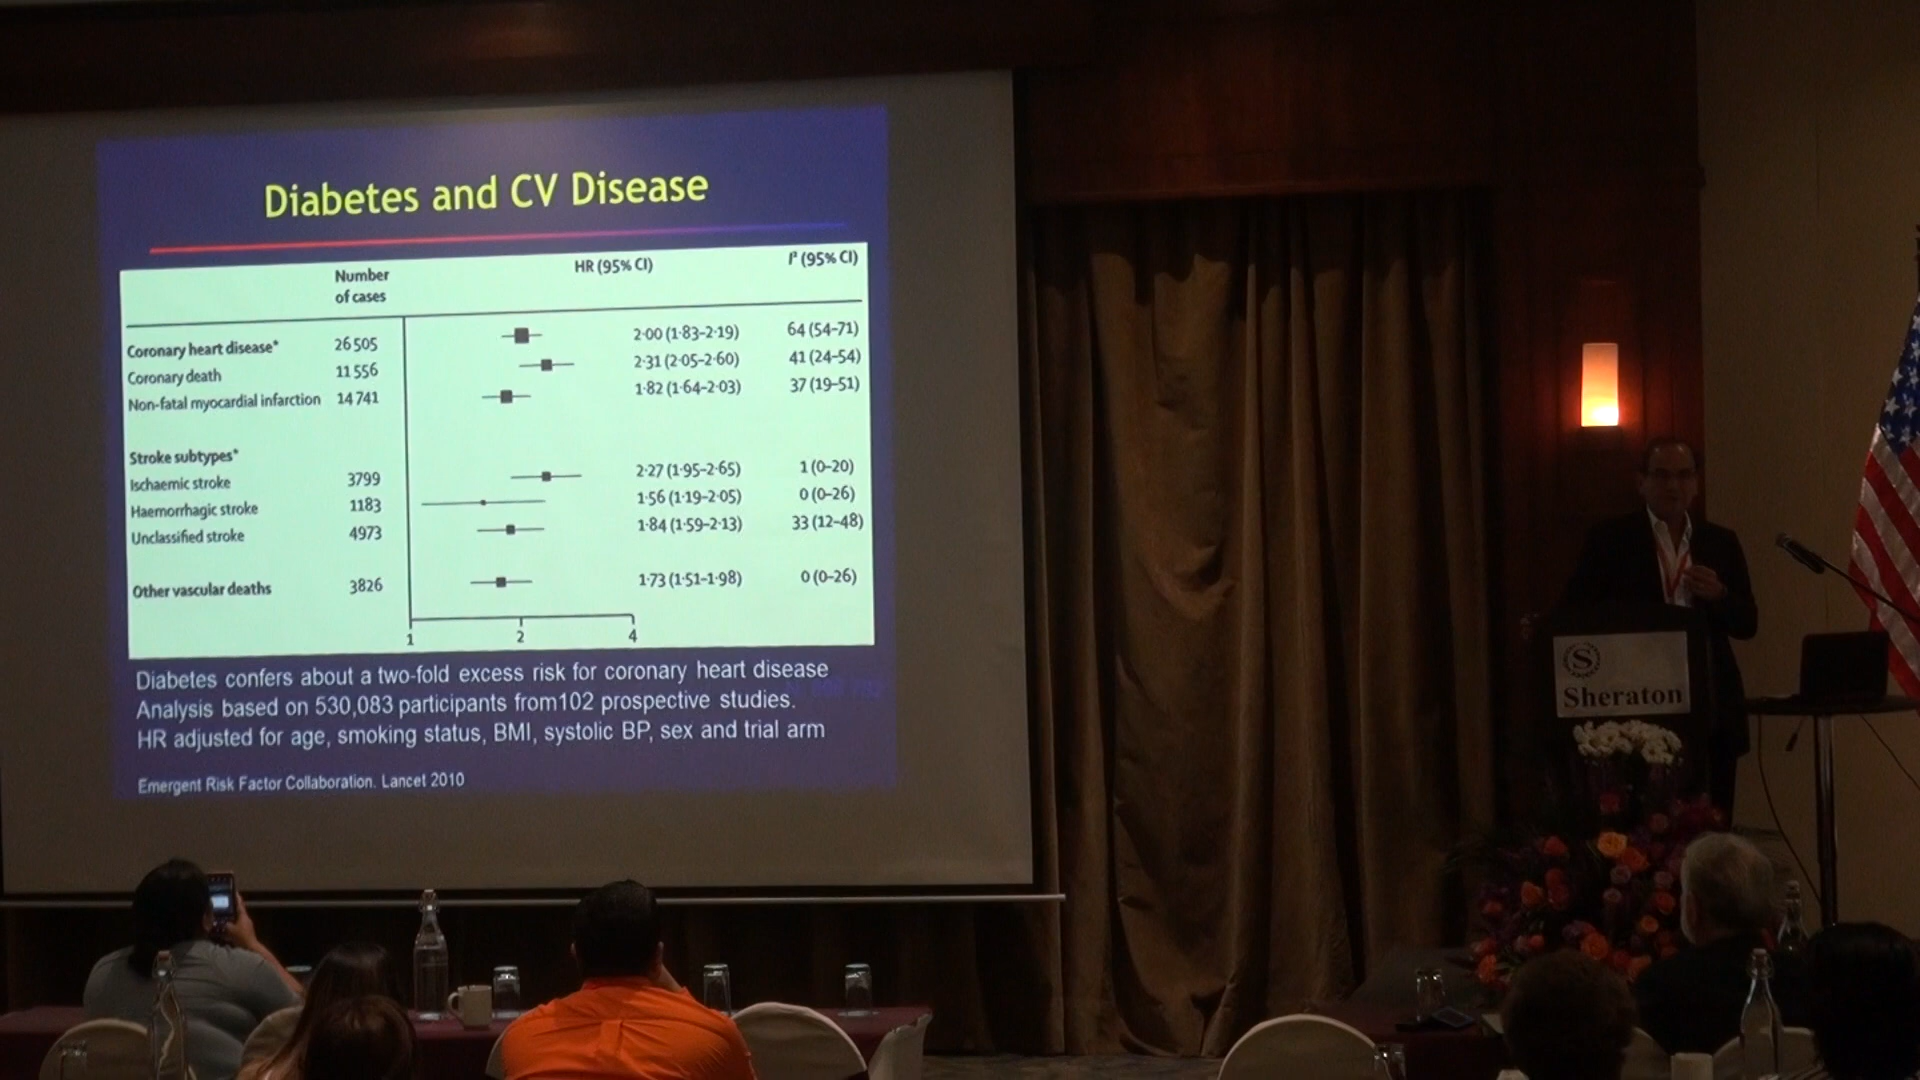 Diabetes and CV Disease
Number of cases HR (95% CI) I² (95% CI)
Coronary heart disease* 26 505 2·00 (1·83–2·19) 64 (54–71)
Coronary death 11 556 2·31 (2·05–2·60) 41 (24–54)
Non-fatal myocardial infarction 14 741 1·82 (1·64–2·03) 37 (19–51)
Stroke subtypes*
Ischaemic stroke 3799 2·27 (1·95–2·65) 1 (0–20)
Haemorrhagic stroke 1183 1·56 (1·19–2·05) 0 (0–26)
Unclassified stroke 4973 1·84 (1·59–2·13) 33 (12–48)
Other vascular deaths 3826 1·73 (1·51–1·98) 0 (0–26)
1 2 4
Diabetes confers about a two-fold excess risk for coronary heart disease
Analysis based on 530,083 participants from102 prospective studies.
HR adjusted for age, smoking status, BMI, systolic BP, sex and trial arm
Emergent Risk Factor Collaboration. Lancet 2010
S
Sheraton